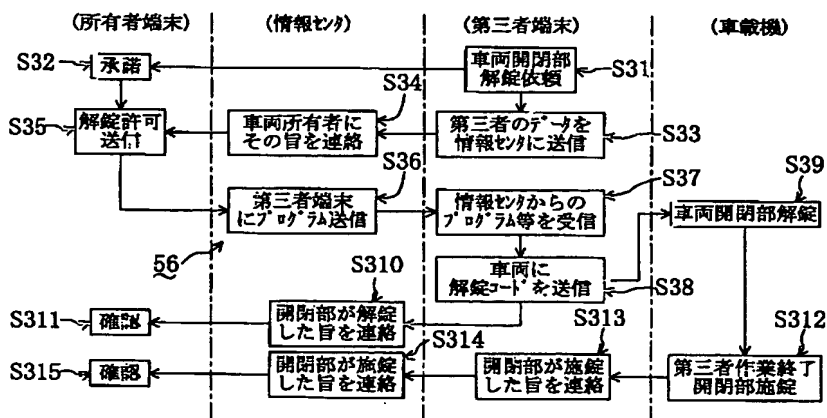 (所有者端末)
(情報ｾﾝﾀ)
(第三者端末)
(車載機)
S32
承諾
車両開閉部
解錠依頼
S31
S34
S35
解錠許可
送付
車両所有者に
その旨を連絡
第三者のﾃﾞｰﾀを
情報ｾﾝﾀに送信
S33
S36
S37
S39
第三者端末
にﾌﾟﾛｸﾞﾗﾑ送信
情報ｾﾝﾀからの
ﾌﾟﾛｸﾞﾗﾑ等を受信
車両開閉部解錠
56
S310
車両に
解錠ｺｰﾄﾞを送信
S38
S311
確認
開閉部が解錠
した旨を連絡
S314
S313
S312
S315
確認
開閉部が施錠
した旨を連絡
開閉部が施錠
した旨を連絡
第三者作業終了
開閉部施錠